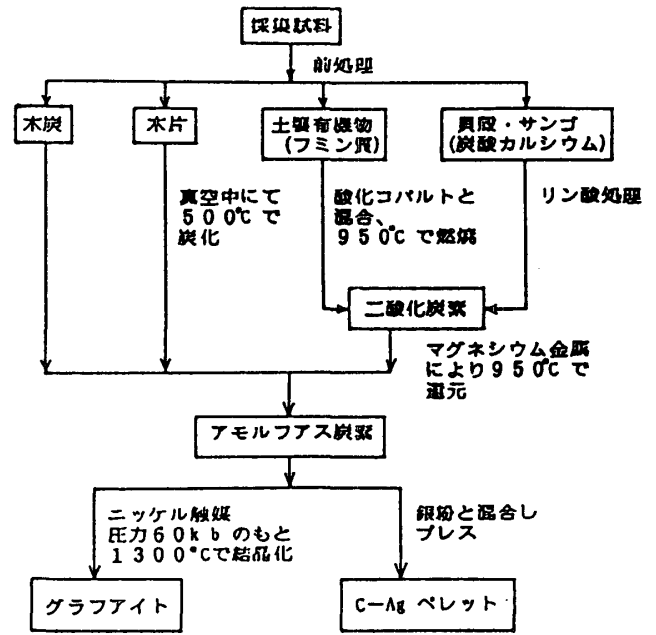 採集試料
前処理
木炭
木片
土壌有機物
(フミン質)
貝殻・サンゴ
(炭酸カルシウム)
真空中にて
500℃で
炭化
酸化コバルトと
混合、
950℃で燃焼
リン酸処理
二酸化炭素
マグネシウム金属
により950℃で
還元
アモルフアス炭素
ニッケル触媒
圧力60kbのもと
1300°Cで結晶化
銀粉と混合し
プレス
グラフアイト
C－Ag ペレット